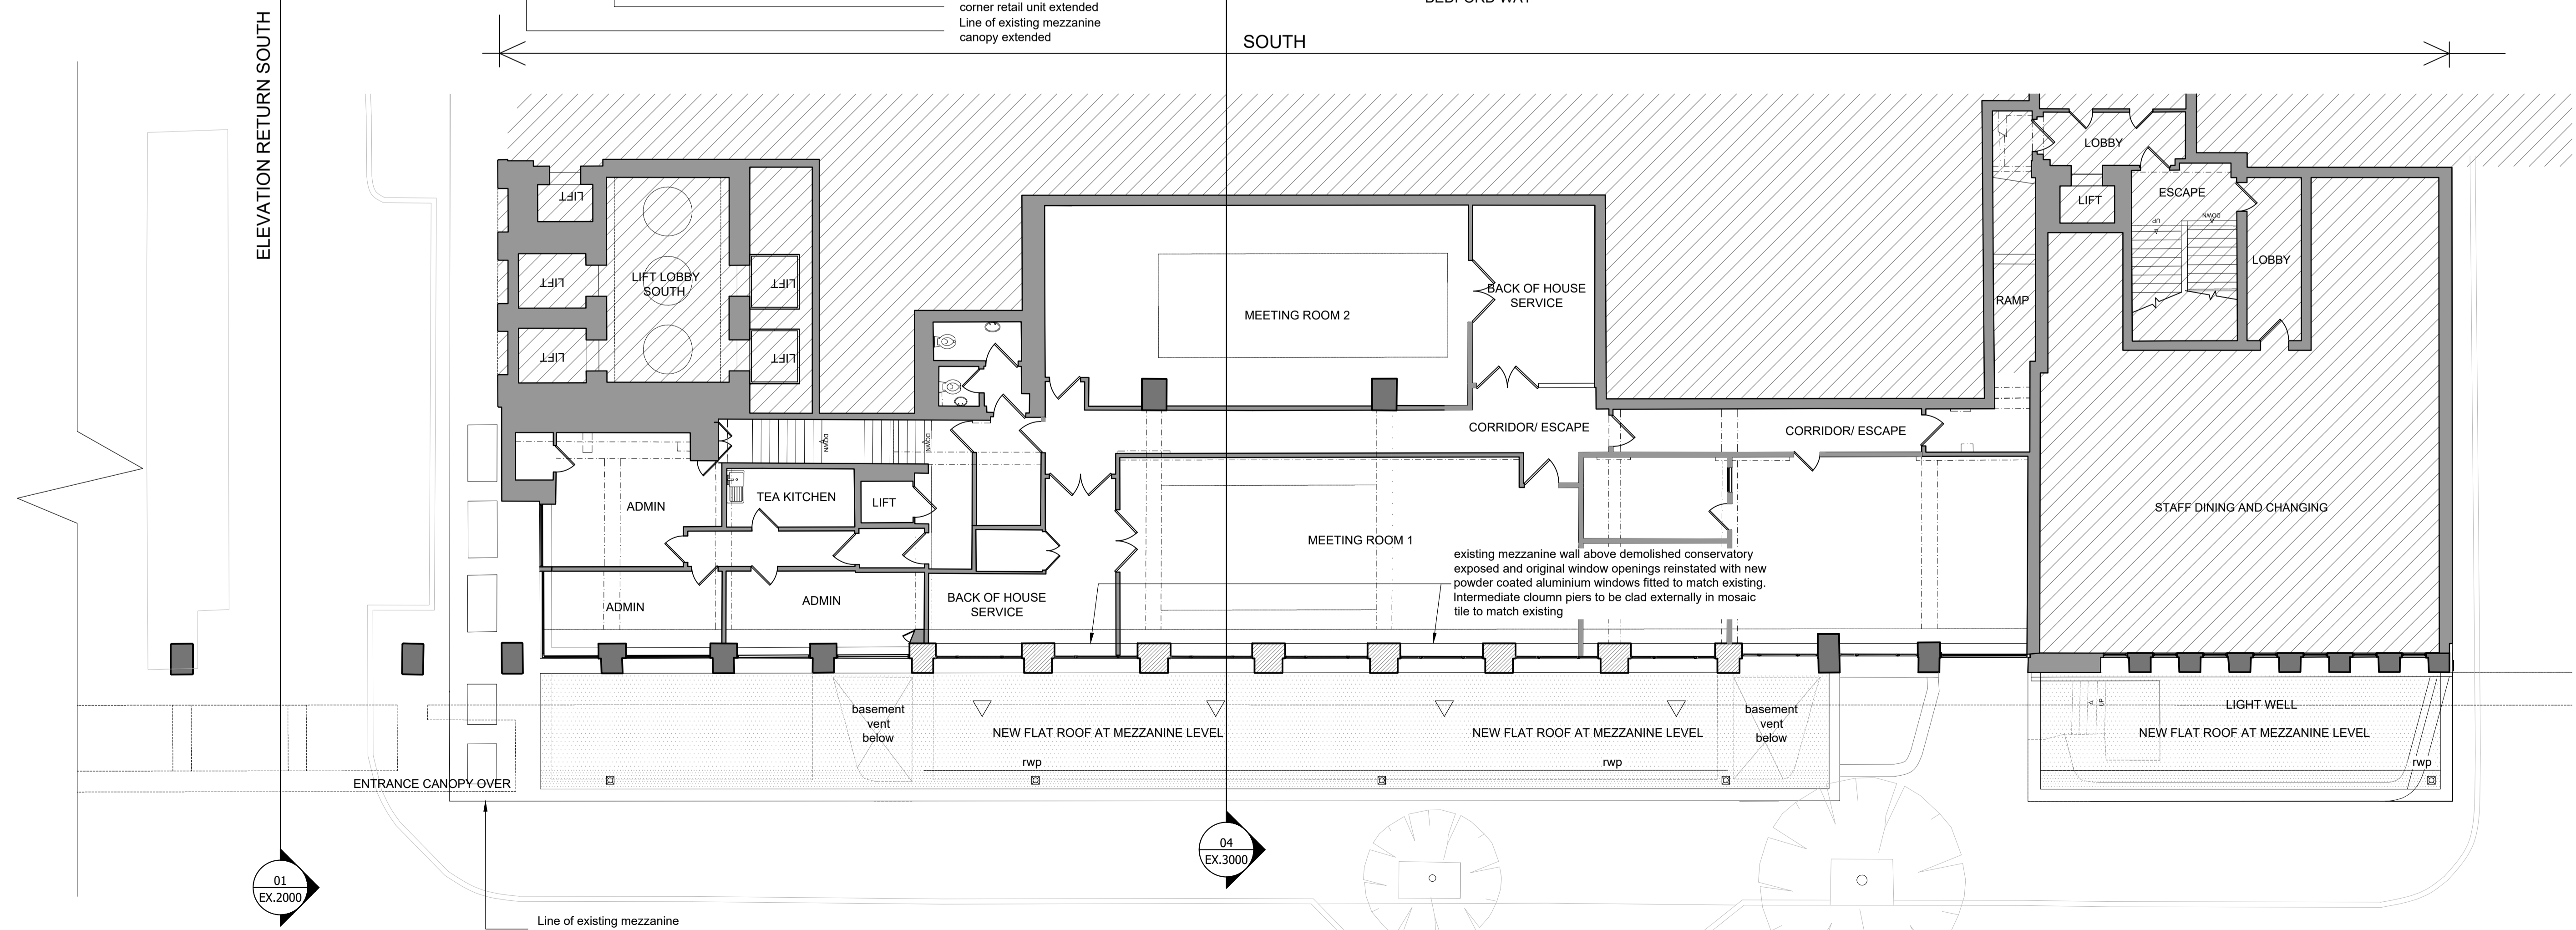 corner retail unit extended
Line of existing mezzanine
canopy extended
SOUTH
ELEVATION RETURN SOUTH
LIFT
LIFT
LIFT
LIFT LOBBY
SOUTH
LIFT
LIFT
MEETING ROOM 2
BACK OF HOUSE
SERVICE
LOBBY
LIFT
ESCAPE
UP
DOWN
LOBBY
RAMP
CORRIDOR/ ESCAPE
CORRIDOR/ ESCAPE
DOWN
DOWN
ADMIN
TEA KITCHEN
LIFT
STAFF DINING AND CHANGING
MEETING ROOM 1
existing mezzanine wall above demolished conservatory
exposed and original window openings reinstated with new
powder coated aluminium windows fitted to match existing.
Intermediate cloumn piers to be clad externally in mosaic
tile to match existing
ADMIN
ADMIN
BACK OF HOUSE
SERVICE
basement
vent
below
NEW FLAT ROOF AT MEZZANINE LEVEL
rwp
NEW FLAT ROOF AT MEZZANINE LEVEL
rwp
basement
vent
below
UP
LIGHT WELL
NEW FLAT ROOF AT MEZZANINE LEVEL
rwp
ENTRANCE CANOPY OVER
04
EX.3000
01
EX.2000
Line of existing mezzanine